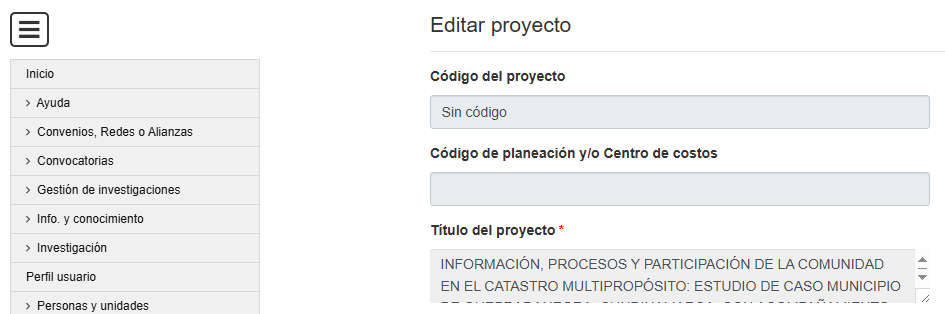 Inicio
Ayuda
Convenios, Redes o Alianzas
Convocatorias
Gestión de investigaciones
Info. y conocimiento
Investigación
Perfil usuario
Personas y unidades
Editar proyecto
Código del proyecto
Sin código
Código de planeación y/o Centro de costos
Título del proyecto *
INFORMACIÓN, PROCESOS Y PARTICIPACIÓN DE LA COMUNIDAD
EN EL CATASTRO MULTIPROPÓSITO: ESTUDIO DE CASO MUNICIPIO